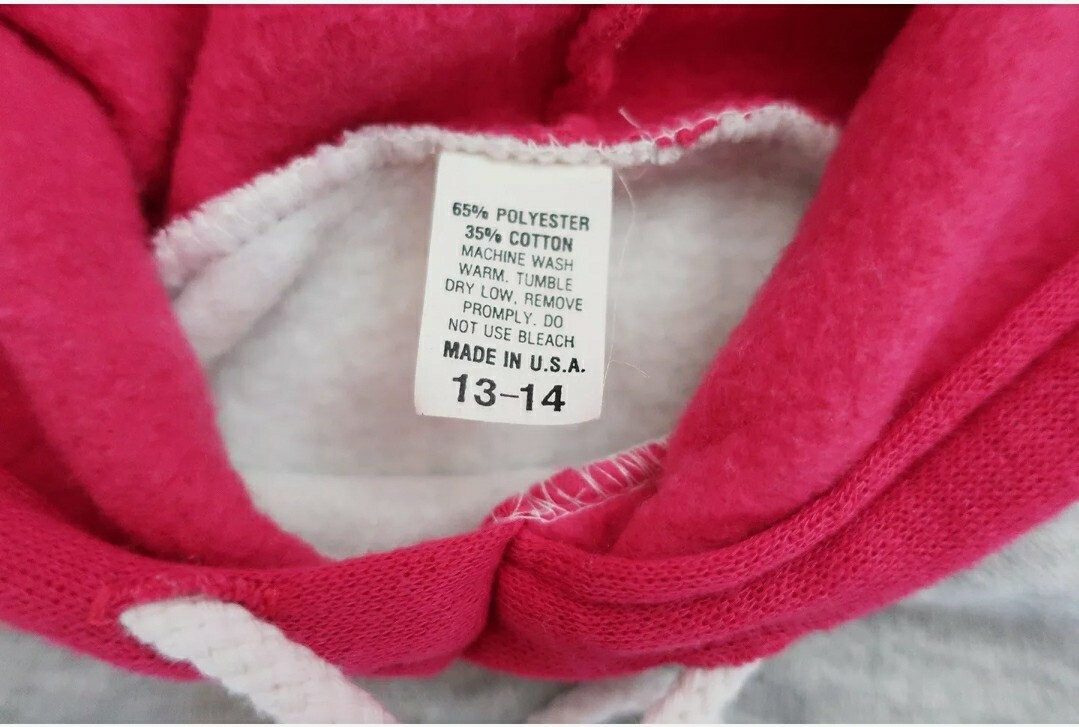 65% POLYESTER
35% COTTON
MACHINE WASH
WARM. TUMBLE
DRY LOW, REMOVE
PROMPLY. DO
NOT USE BLEACH
MADE IN U.S.A.
13-14